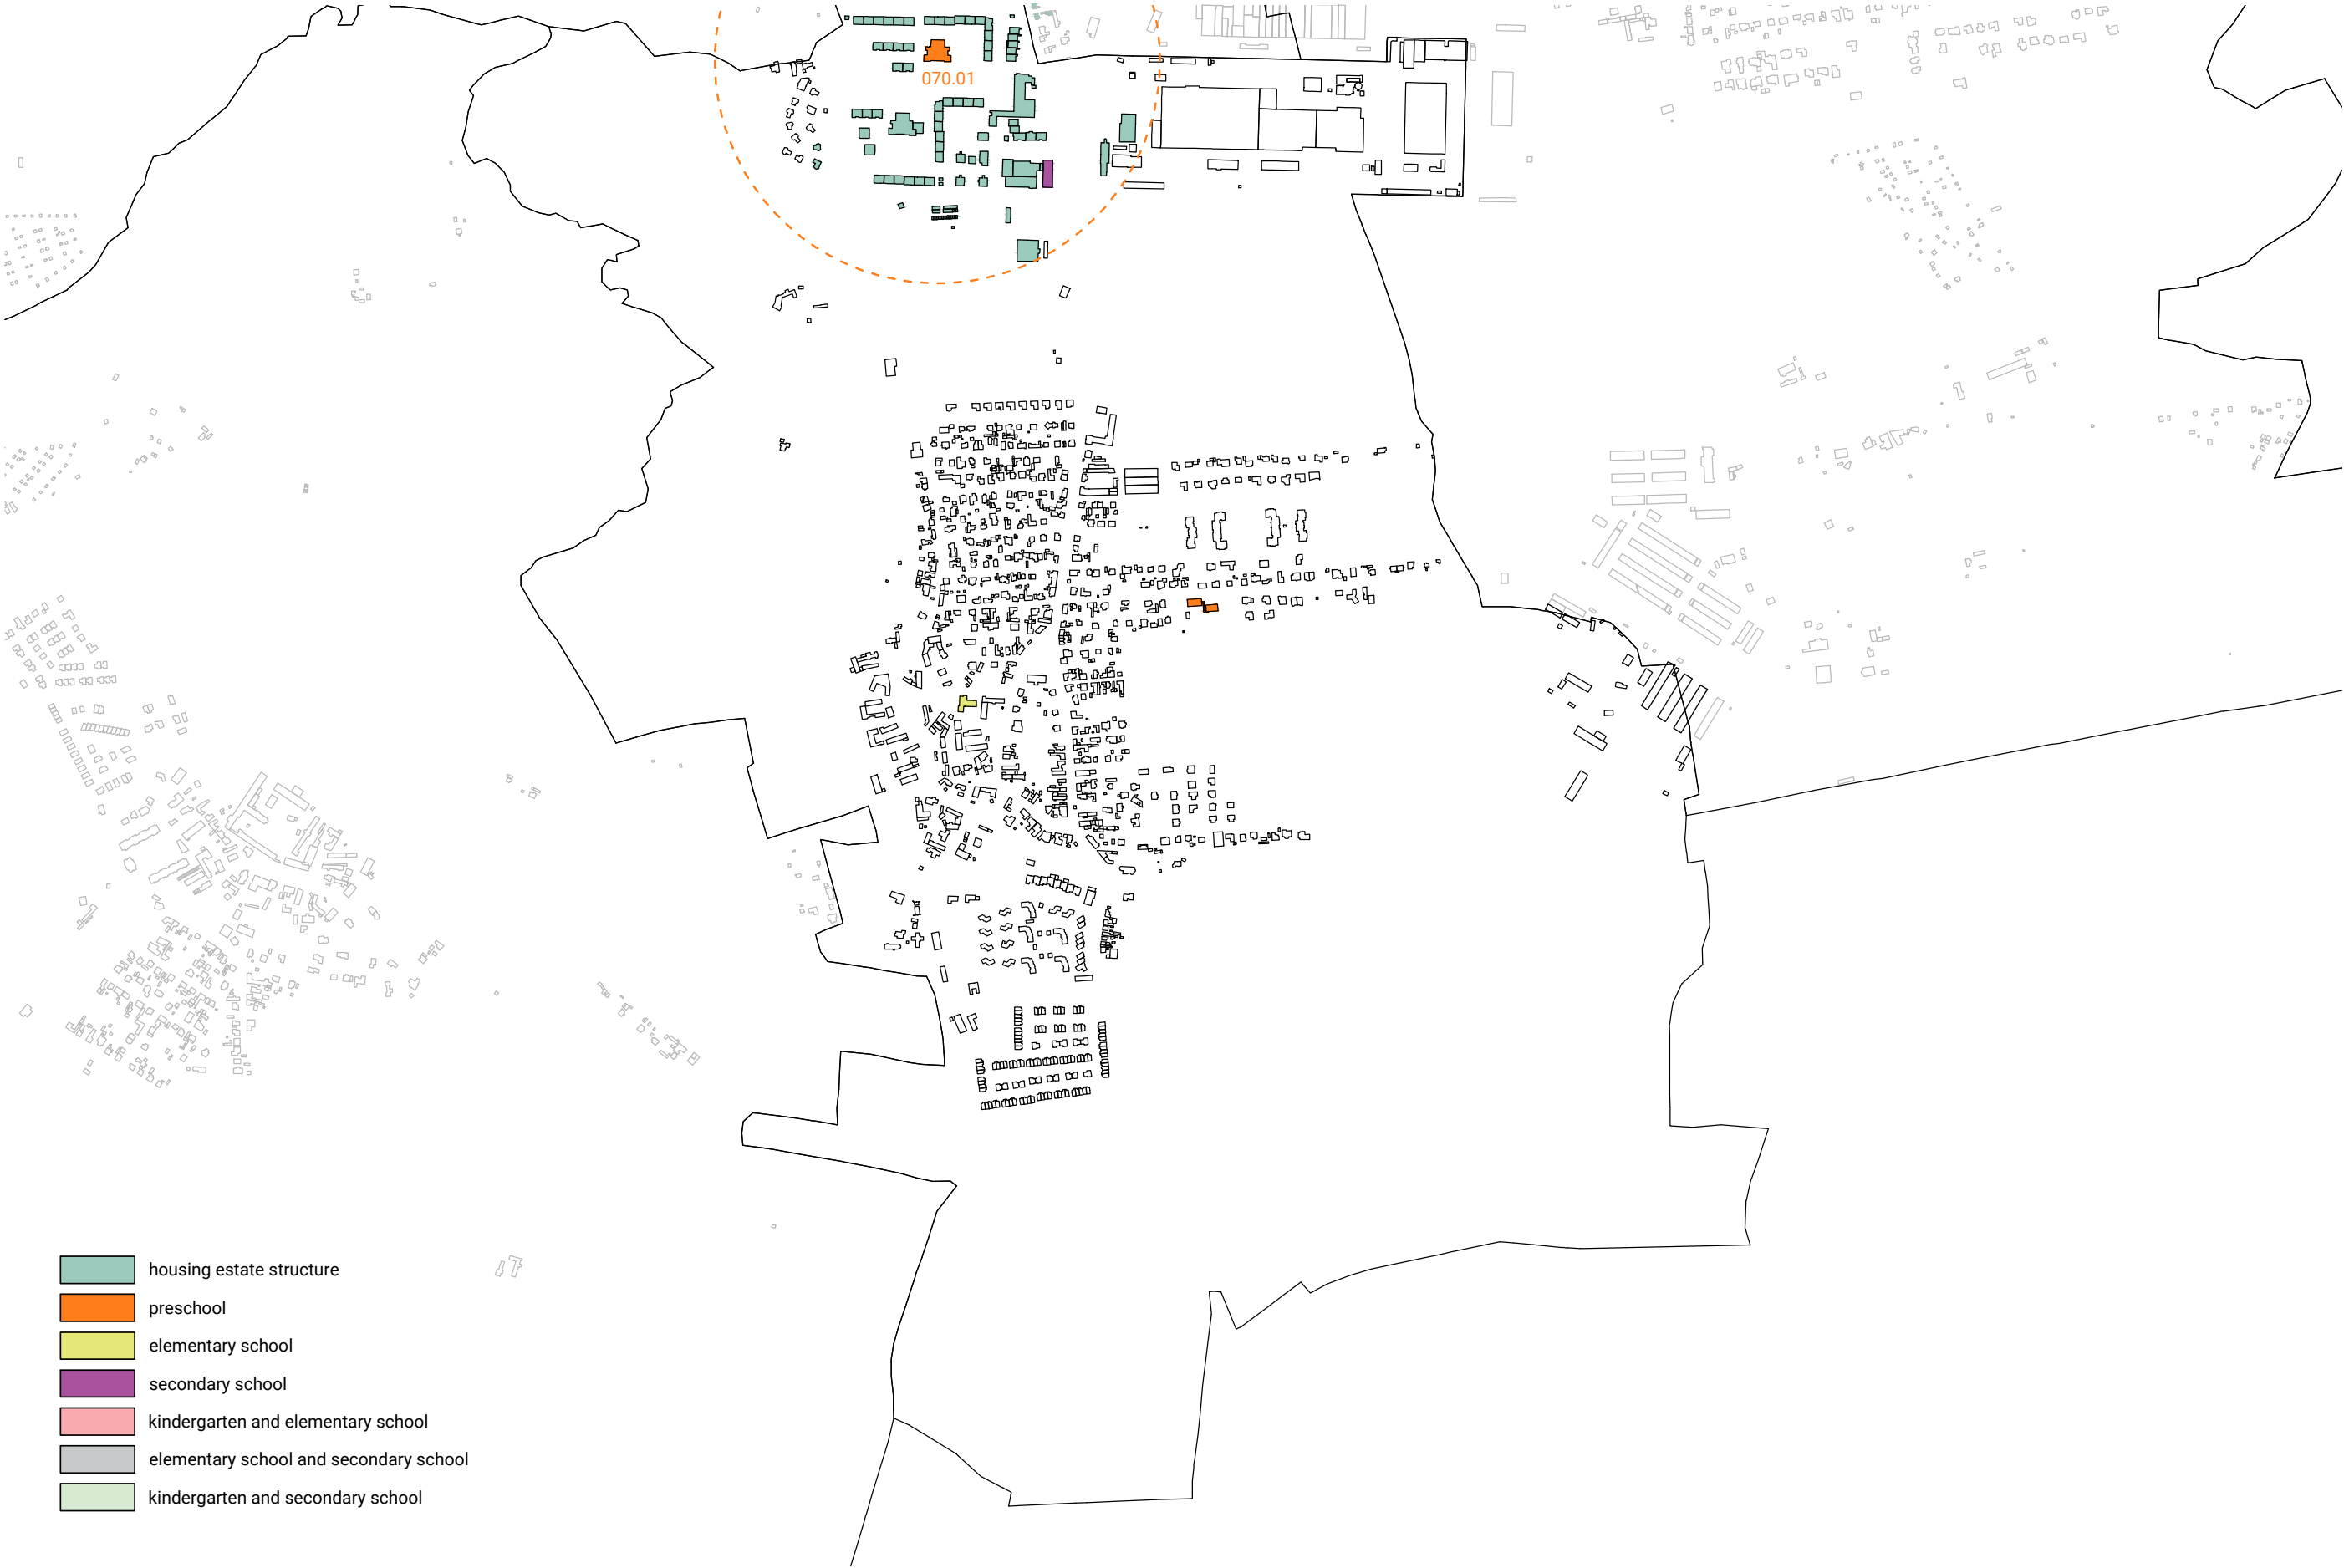 070.01
housing estate structure
preschool
elementary school
secondary school
kindergarten and elementary school
elementary school and secondary school
kindergarten and secondary school